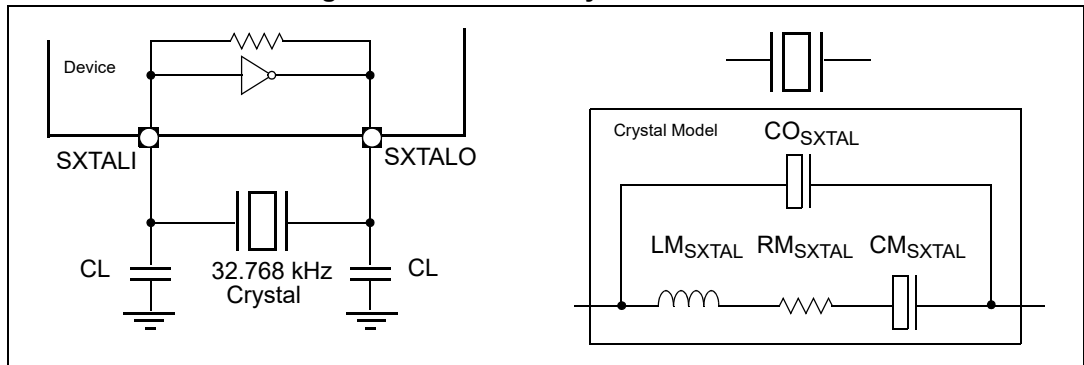 Device
SXTALI
SXTALO
CL
32.768 kHz
Crystal
CL
Crystal Model
COSXTAL
LMSXTAL
RMSXTAL
CMSXTAL